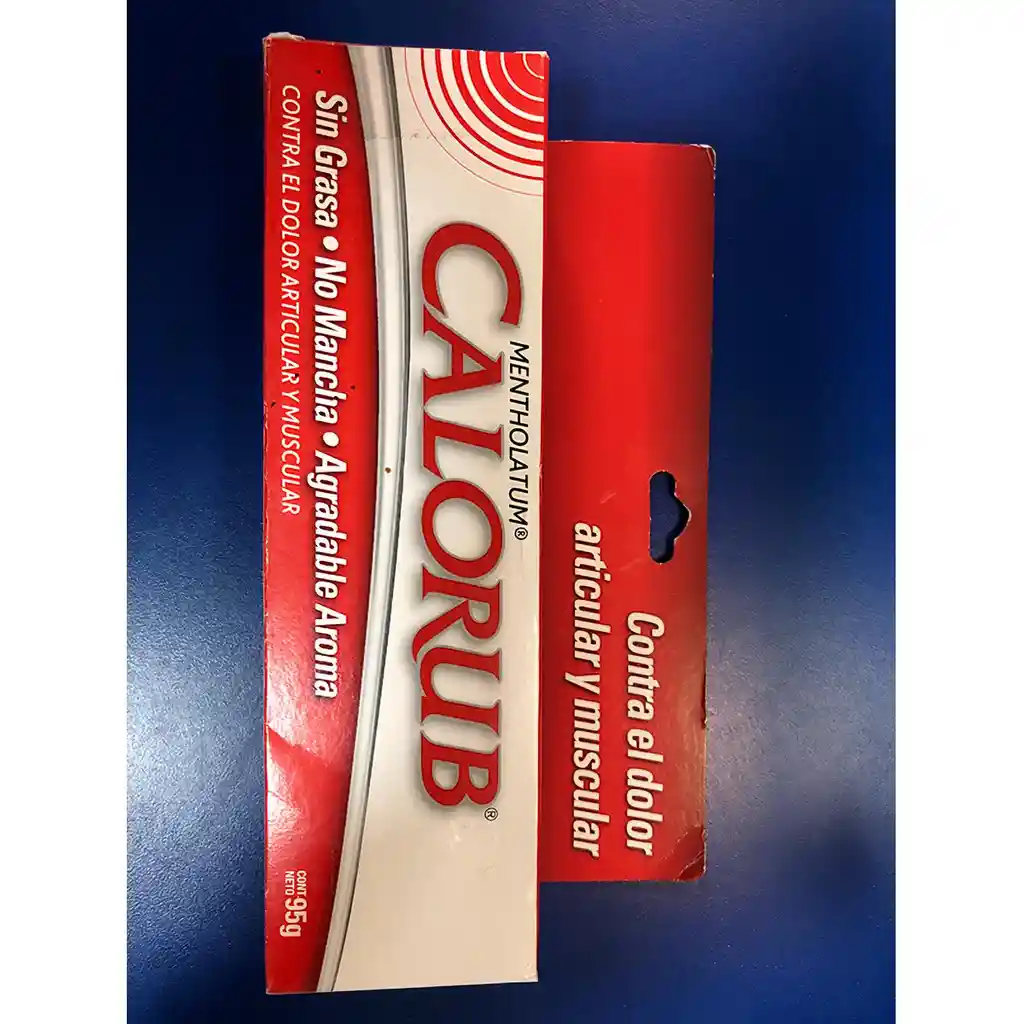 Contra el dolor
articular y muscular
MENTHOLATUM®
CALORUB®
Sin Grasa • No Mancha • Agradable Aroma
CONTRA EL DOLOR ARTICULAR Y MUSCULAR
CONT.
NETO 95g